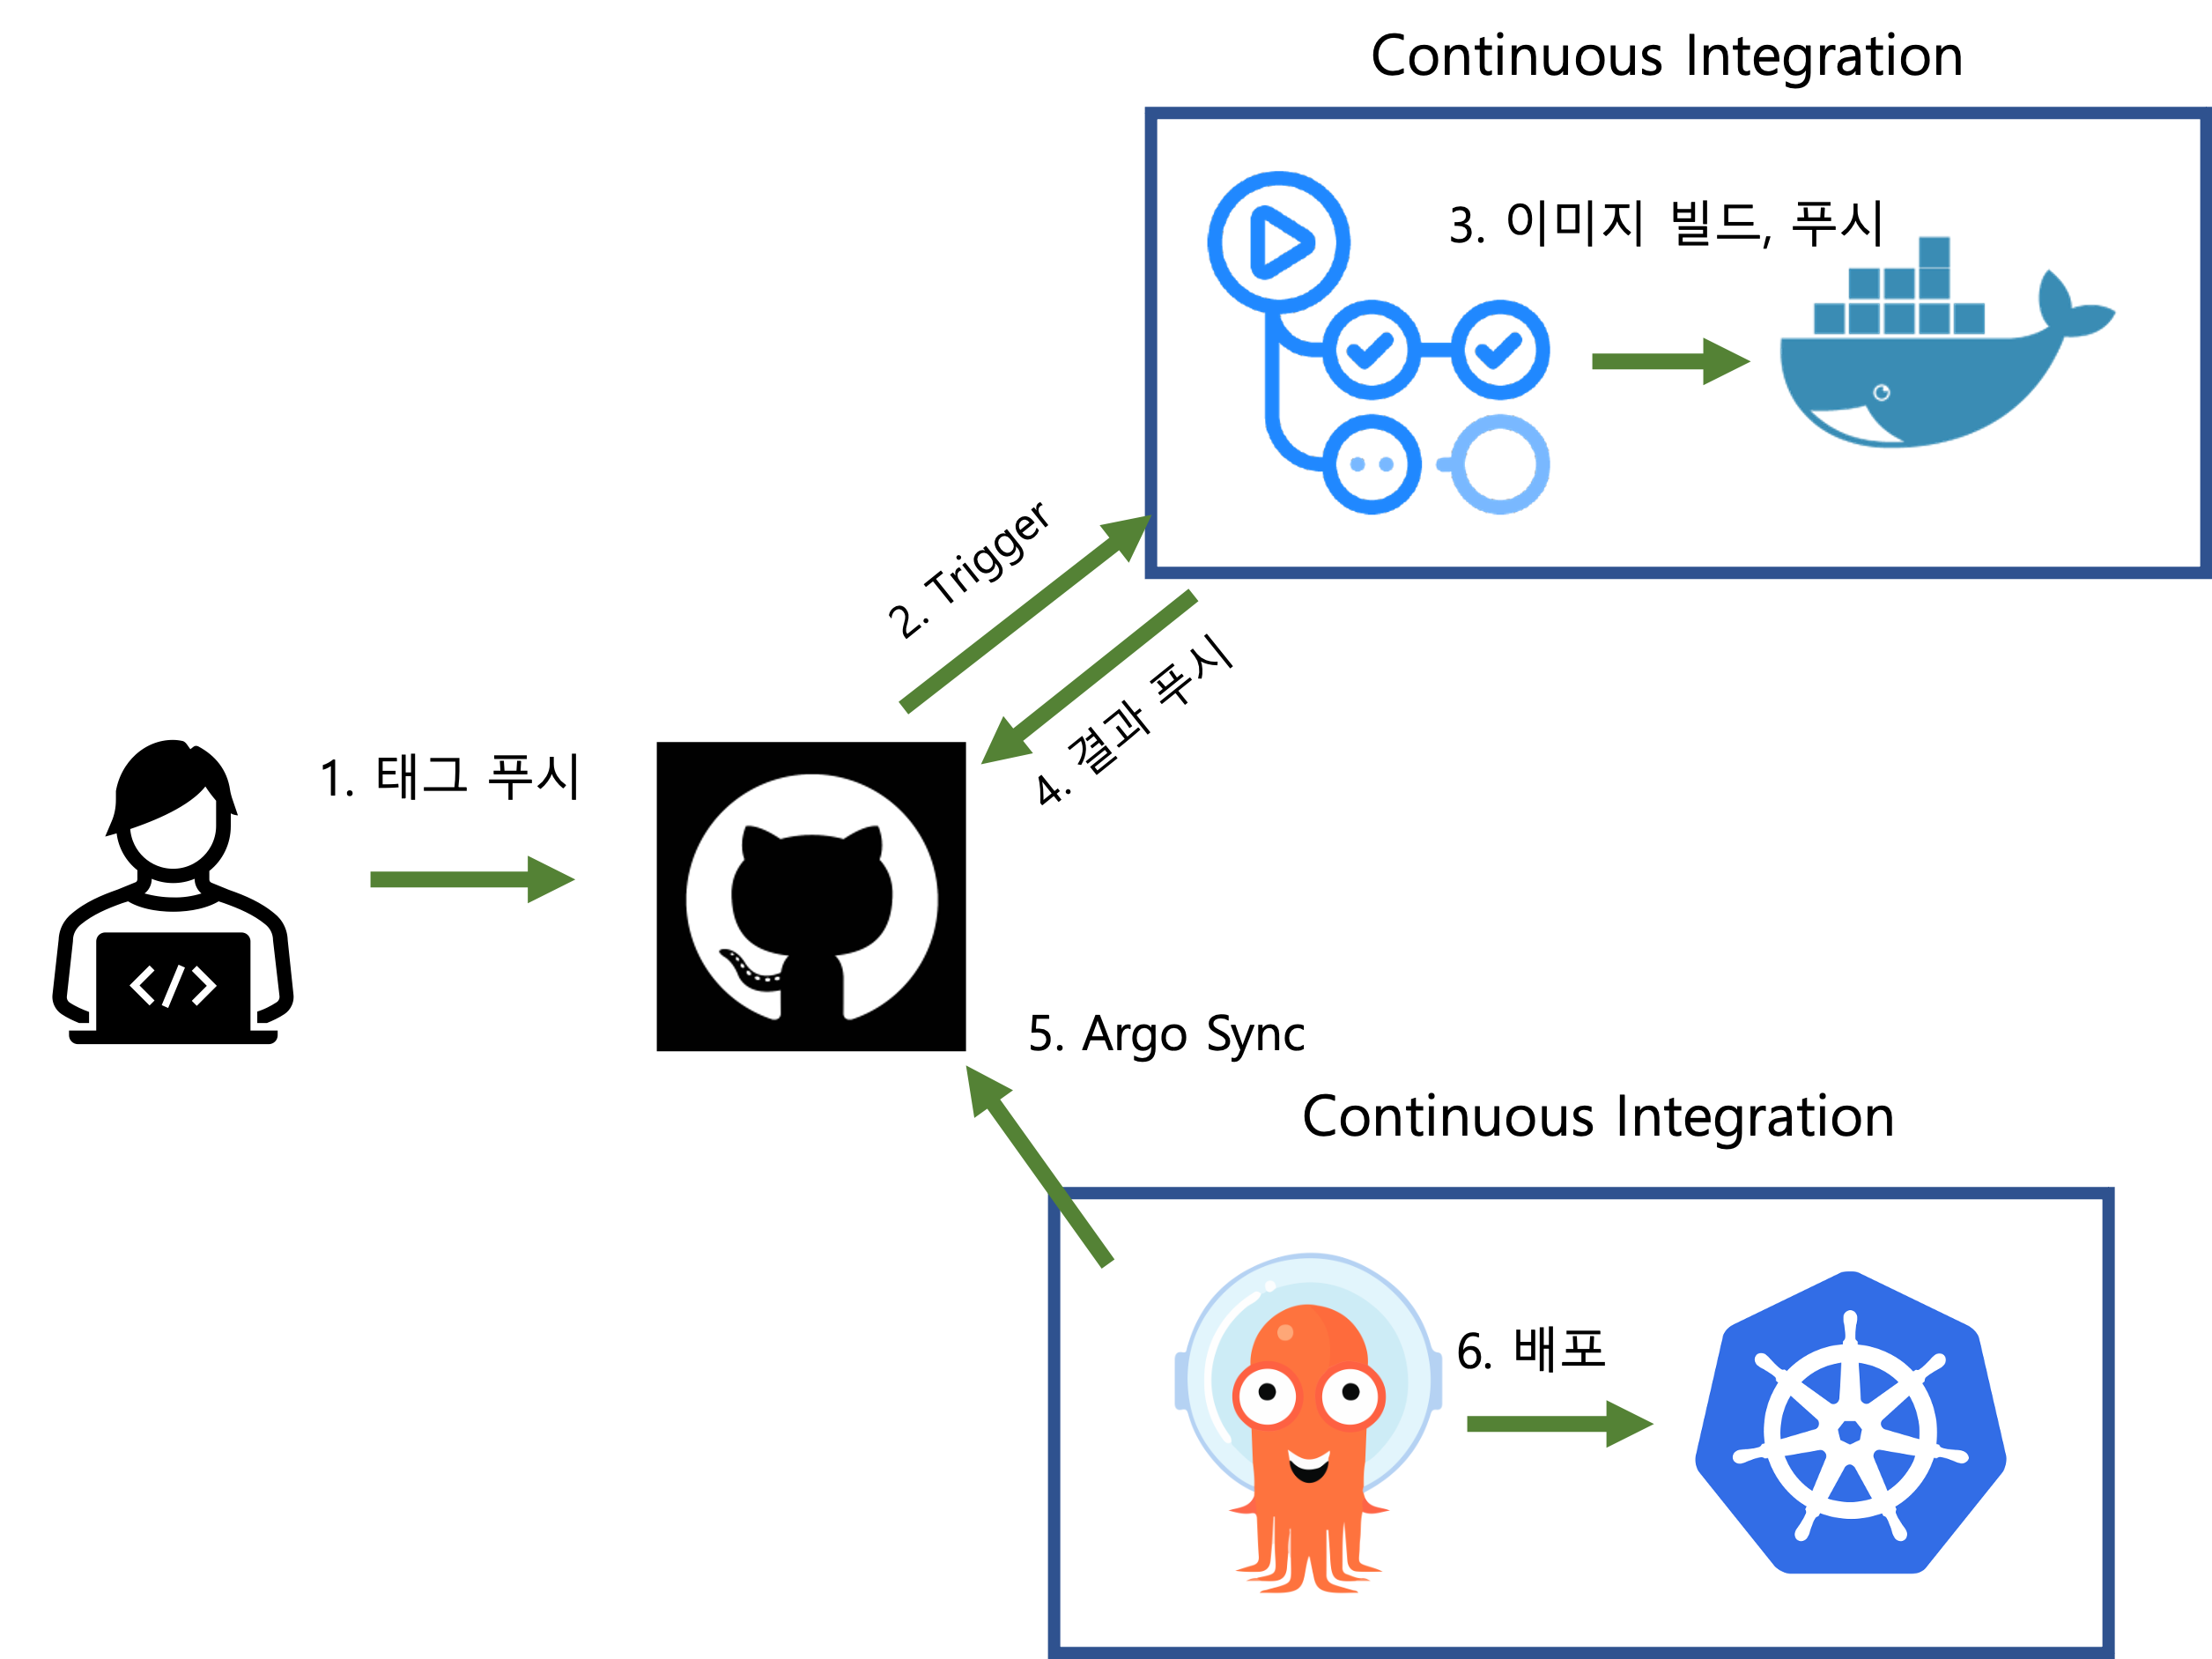 Continuous Integration
3. 이미지 빌드, 푸시
2. Trigger
4. 결과 푸시
1. 태그 푸시
5. Argo Sync
Continuous Integration
6. 배포